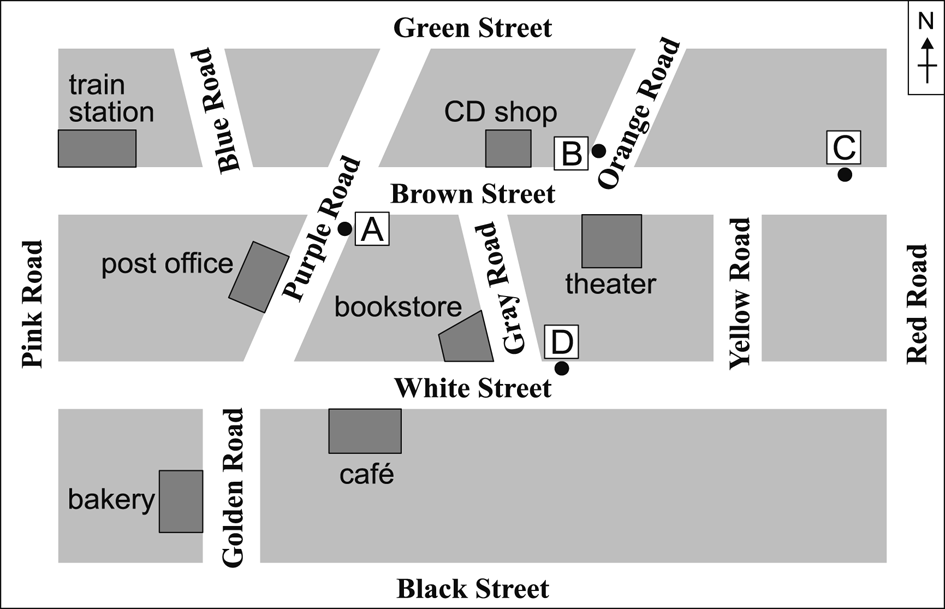 Green Street
N
train
station
Blue Road
CD shop
B
Orange Road
C
Brown Street
Purple Road
A
post office
Pink Road
bookstore
Gray Road
D
theater
Yellow Road
Red Road
White Street
Golden Road
café
bakery
Black Street